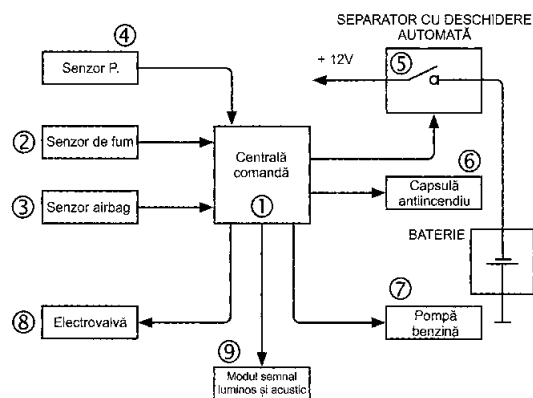 SEPARATOR CU DESCHIDERE
AUTOMATĂ
④
Senzor P.
+ 12V
⑤
② Senzor de fum
Centrală
comandă
①
⑥
Capsulă
antiincendiu
③ Senzor airbag
BATERIE
⑦
Pompă
benzină
⑧ Electrovalvă
⑨
Modul semnal
luminos și acustic